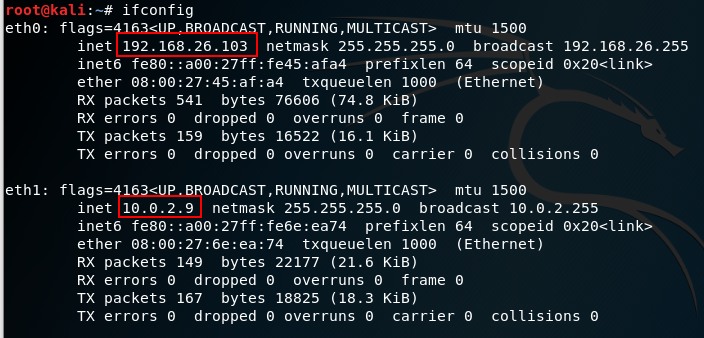 root@kali:~# ifconfig
eth0: flags=4163<UP,BROADCAST,RUNNING,MULTICAST>  mtu 1500
        inet 192.168.26.103  netmask 255.255.255.0  broadcast 192.168.26.255
        inet6 fe80::a00:27ff:fe45:afa4  prefixlen 64  scopeid 0x20<link>
        ether 08:00:27:45:af:a4  txqueuelen 1000  (Ethernet)
        RX packets 541  bytes 76606 (74.8 KiB)
        RX errors 0  dropped 0  overruns 0  frame 0
        TX packets 159  bytes 16522 (16.1 KiB)
        TX errors 0  dropped 0 overruns 0  carrier 0  collisions 0

eth1: flags=4163<UP,BROADCAST,RUNNING,MULTICAST>  mtu 1500
        inet 10.0.2.9  netmask 255.255.255.0  broadcast 10.0.2.255
        inet6 fe80::a00:27ff:fe6e:ea74  prefixlen 64  scopeid 0x20<link>
        ether 08:00:27:6e:ea:74  txqueuelen 1000  (Ethernet)
        RX packets 149  bytes 22177 (21.6 KiB)
        RX errors 0  dropped 0  overruns 0  frame 0
        TX packets 167  bytes 18825 (18.3 KiB)
        TX errors 0  dropped 0 overruns 0  carrier 0  collisions 0